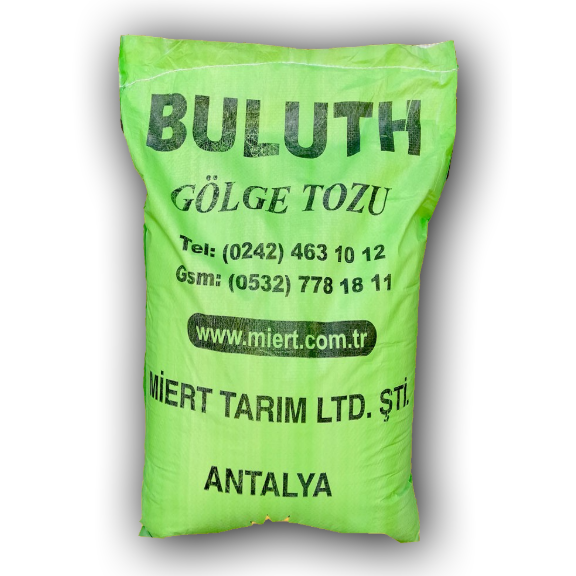 BULUTH
GÖLGE TOZU
Tel: (0242) 463 10 12
Gsm: (0532) 778 18 11
www.miert.com.tr
MİERT TARIM LTD. ŞTİ.
ANTALYA